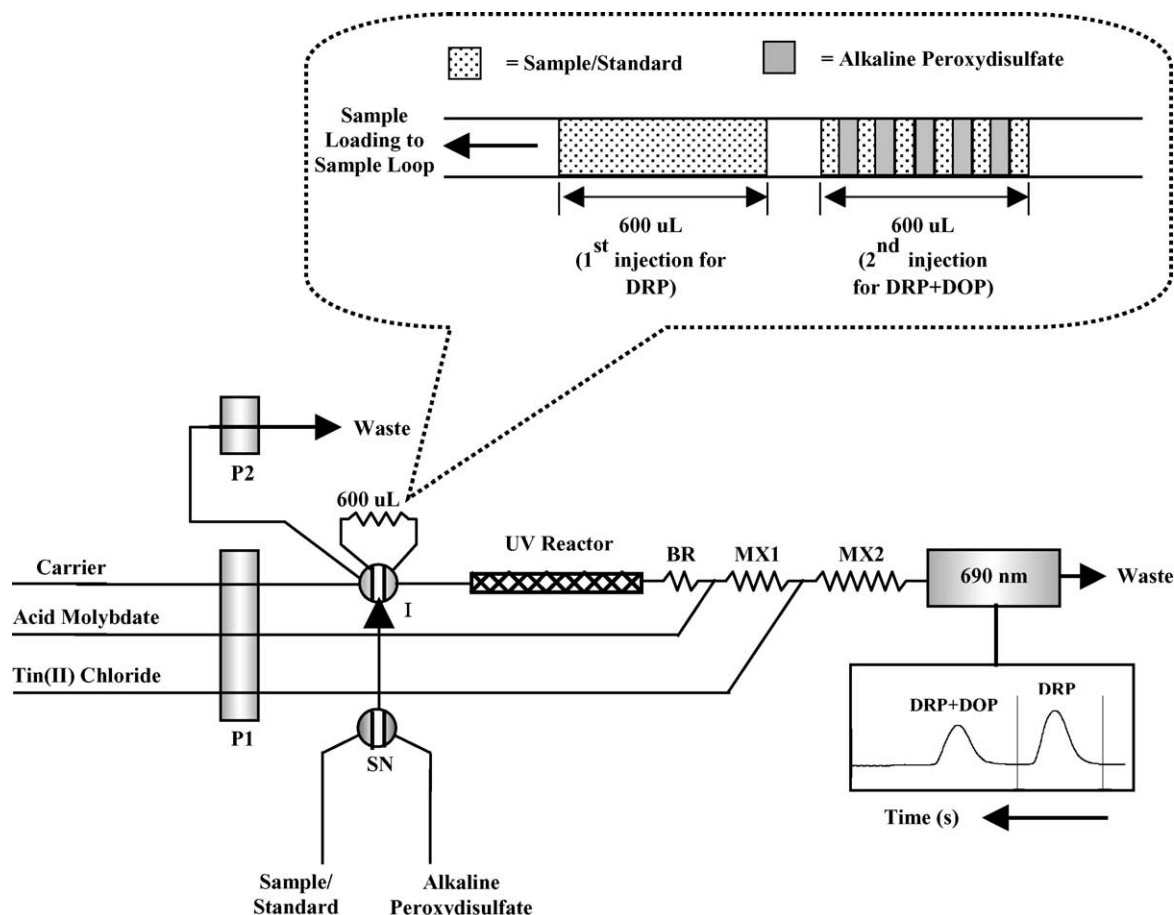 = Sample/Standard
= Alkaline Peroxydisulfate
Sample
Loading to
Sample Loop
600 uL
(1st injection for
DRP)
600 uL
(2nd injection
for DRP+DOP)
Waste
P2
600 uL
UV Reactor
BR
MX1
MX2
690 nm
Waste
Carrier
I
Acid Molybdate
Tin(II) Chloride
P1
SN
DRP+DOP
DRP
Time (s)
Sample/
Standard
Alkaline
Peroxydisulfate